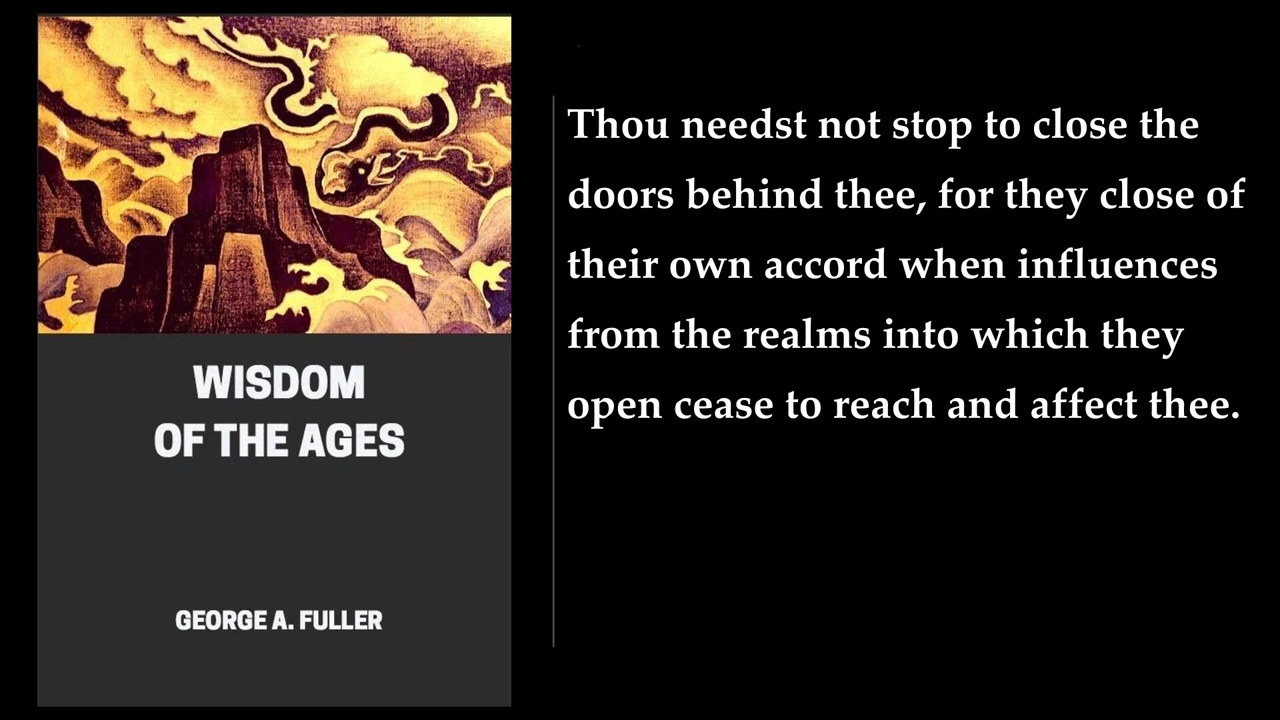 WISDOM
OF THE AGES
GEORGE A. FULLER
Thou needst not stop to close the
doors behind thee, for they close of
their own accord when influences
from the realms into which they
open cease to reach and affect thee.